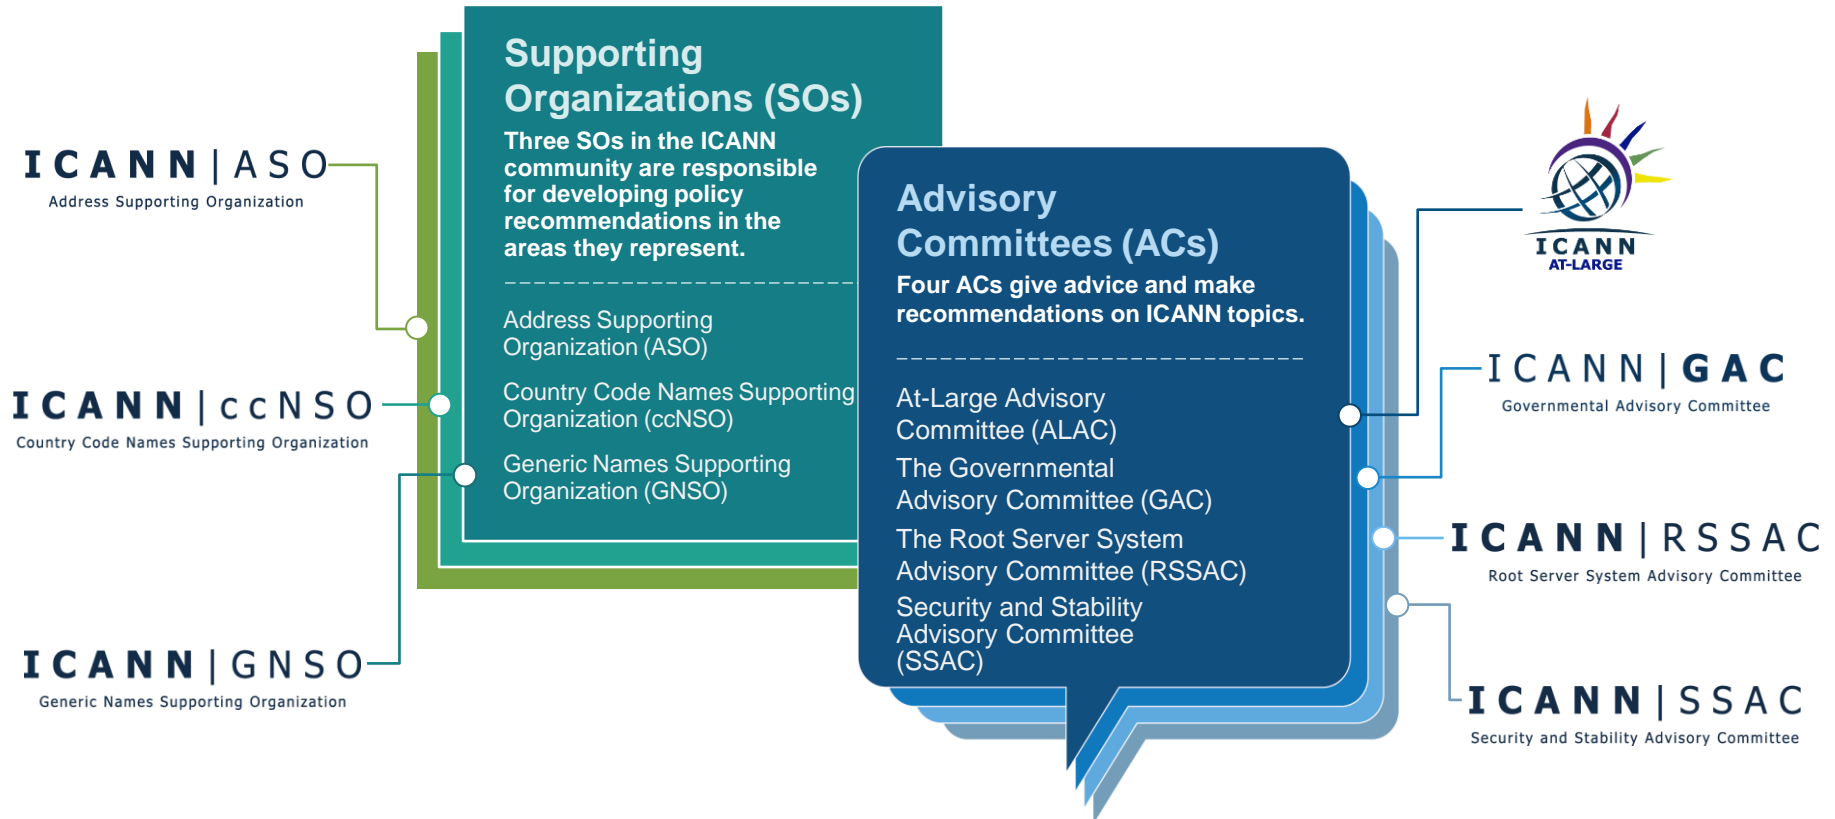 ICANN|ASO
Address Supporting Organization
ICANN|ccNSO
Country Code Names Supporting Organization
ICANN|GNSO
Generic Names Supporting Organization
Supporting
Organizations (SOs)
Three SOs in the ICANN
community are responsible
for developing policy
recommendations in the
areas they represent.
Address Supporting
Organization (ASO)
Country Code Names Supporting
Organization (ccNSO)
Generic Names Supporting
Organization (GNSO)
Advisory
Committees (ACs)
Four ACs give advice and make
recommendations on ICANN topics.
At-Large Advisory
Committee (ALAC)
The Governmental
Advisory Committee (GAC)
The Root Server System
Advisory Committee (RSSAC)
Security and Stability
Advisory Committee
(SSAC)
ICANN
AT-LARGE
ICANN|GAC
Governmental Advisory Committee
ICANN|RSSAC
Root Server System Advisory Committee
ICANN|SSAC
Security and Stability Advisory Committee